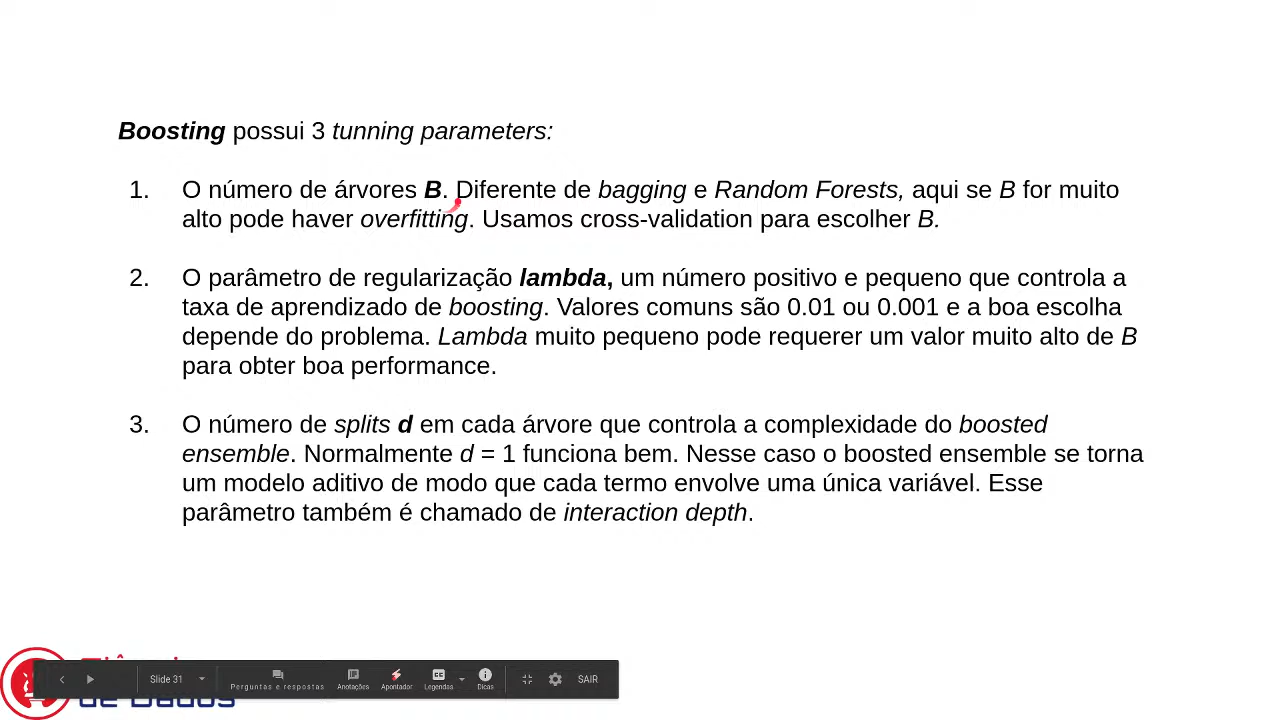 Boosting possui 3 tunning parameters:
1. O número de árvores B. Diferente de bagging e Random Forests, aqui se B for muito
alto pode haver overfitting. Usamos cross-validation para escolher B.
2. O parâmetro de regularização lambda, um número positivo e pequeno que controla a
taxa de aprendizado de boosting. Valores comuns são 0.01 ou 0.001 e a boa escolha
depende do problema. Lambda muito pequeno pode requerer um valor muito alto de B
para obter boa performance.
3. O número de splits d em cada árvore que controla a complexidade do boosted
ensemble. Normalmente d = 1 funciona bem. Nesse caso o boosted ensemble se torna
um modelo aditivo de modo que cada termo envolve uma única variável. Esse
parâmetro também é chamado de interaction depth.
Slide 31 Perguntas e respostas Anotações Apontador Legendas Dicas SAIR
de Dados